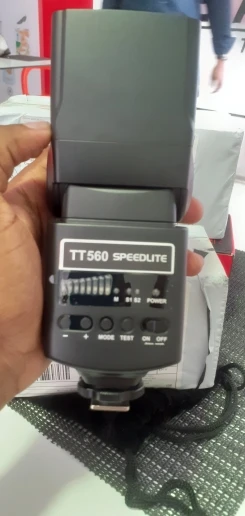 TT560 SPEEDLITE
M S1 S2 POWER
- + MODE TEST ON OFF